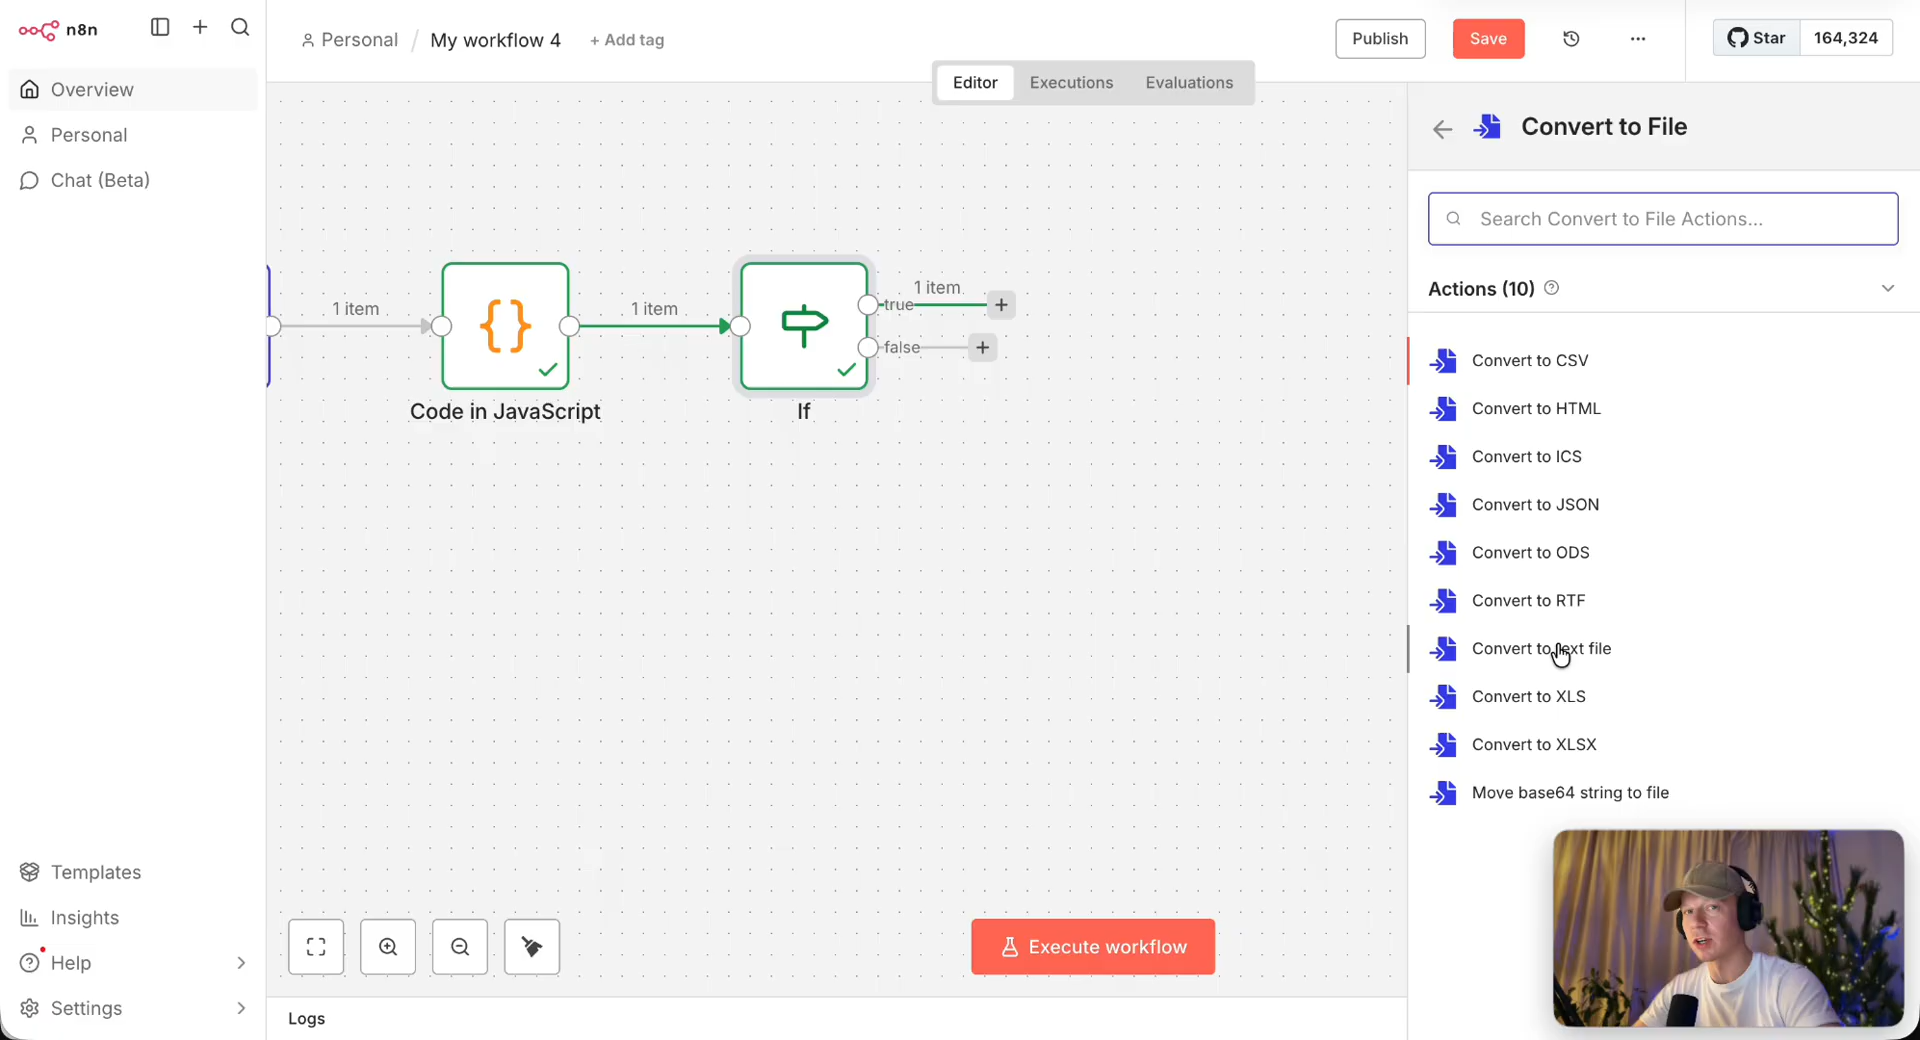 n8n
Overview
Personal
Chat (Beta)
Templates
Insights
Help
Settings
Personal / My workflow 4 + Add tag
Publish
Save
Star 164,324
Editor Executions Evaluations
1 item
1 item
1 item
true
false
{}
Code in JavaScript
If
Execute workflow
Logs
Convert to File
Search Convert to File Actions...
Actions (10)
Convert to CSV
Convert to HTML
Convert to ICS
Convert to JSON
Convert to ODS
Convert to RTF
Convert to text file
Convert to XLS
Convert to XLSX
Move base64 string to file